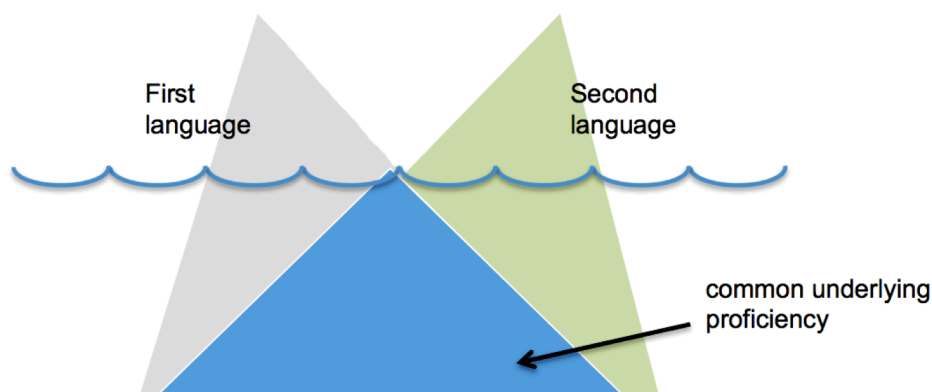 First
language
Second
language
common underlying
proficiency